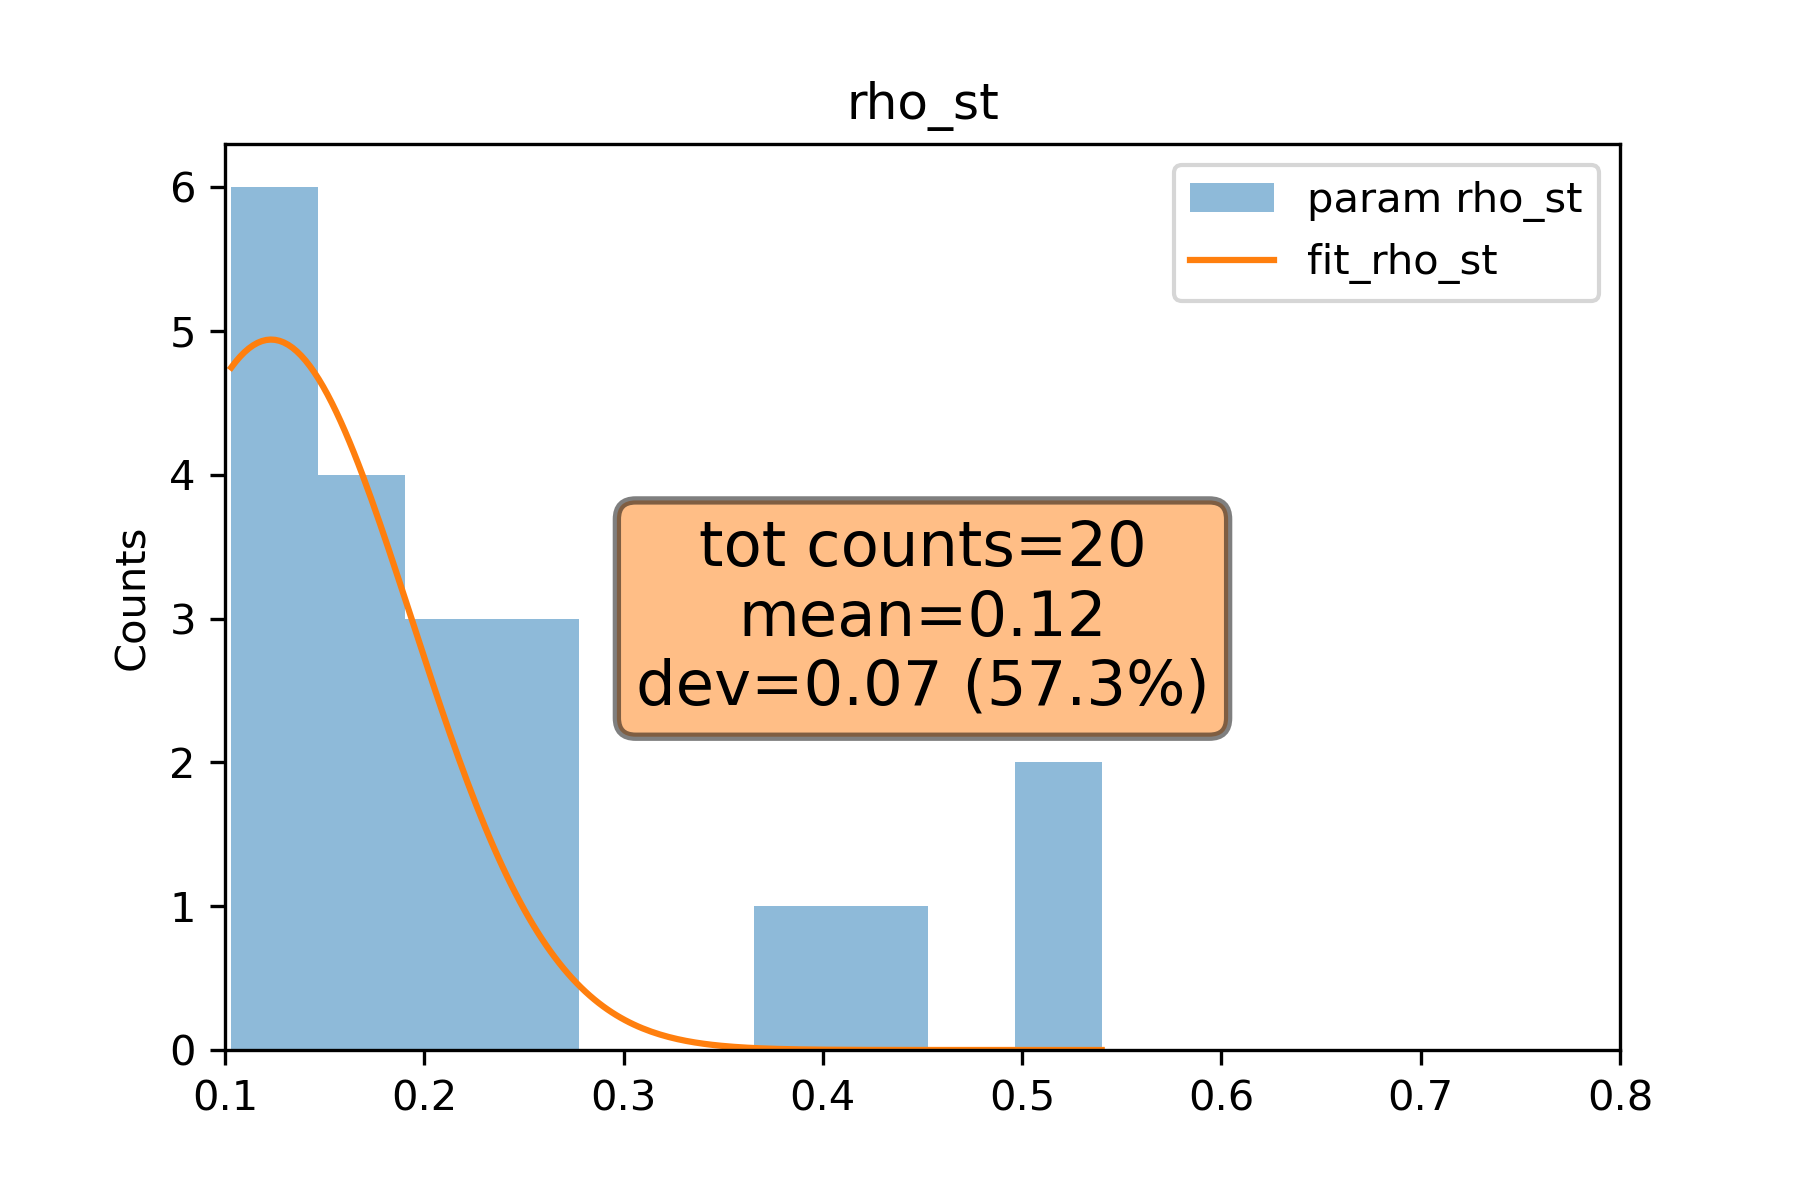 rho_st
param rho_st
fit_rho_st
tot counts=20
mean=0.12
dev=0.07 (57.3%)
Counts
6
5
4
3
2
1
0
0.1 0.2 0.3 0.4 0.5 0.6 0.7 0.8